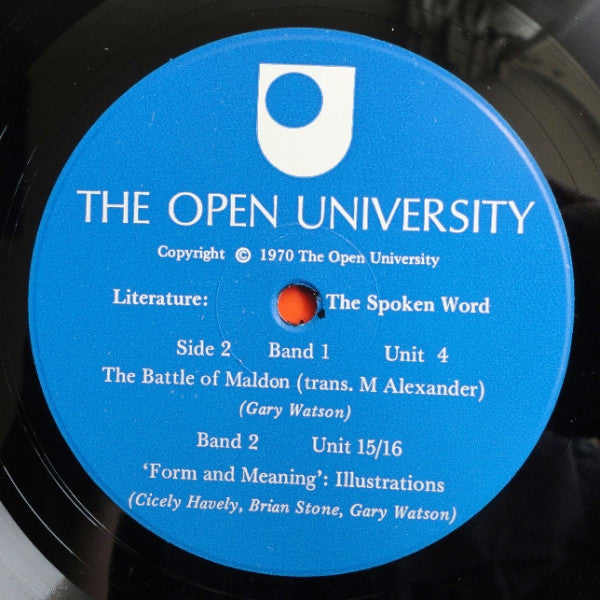 THE OPEN UNIVERSITY
Copyright © 1970 The Open University
Literature: The Spoken Word
Side 2 Band 1 Unit 4
The Battle of Maldon (trans. M Alexander)
(Gary Watson)
Band 2 Unit 15/16
‘Form and Meaning’: Illustrations
(Cicely Havely, Brian Stone, Gary Watson)